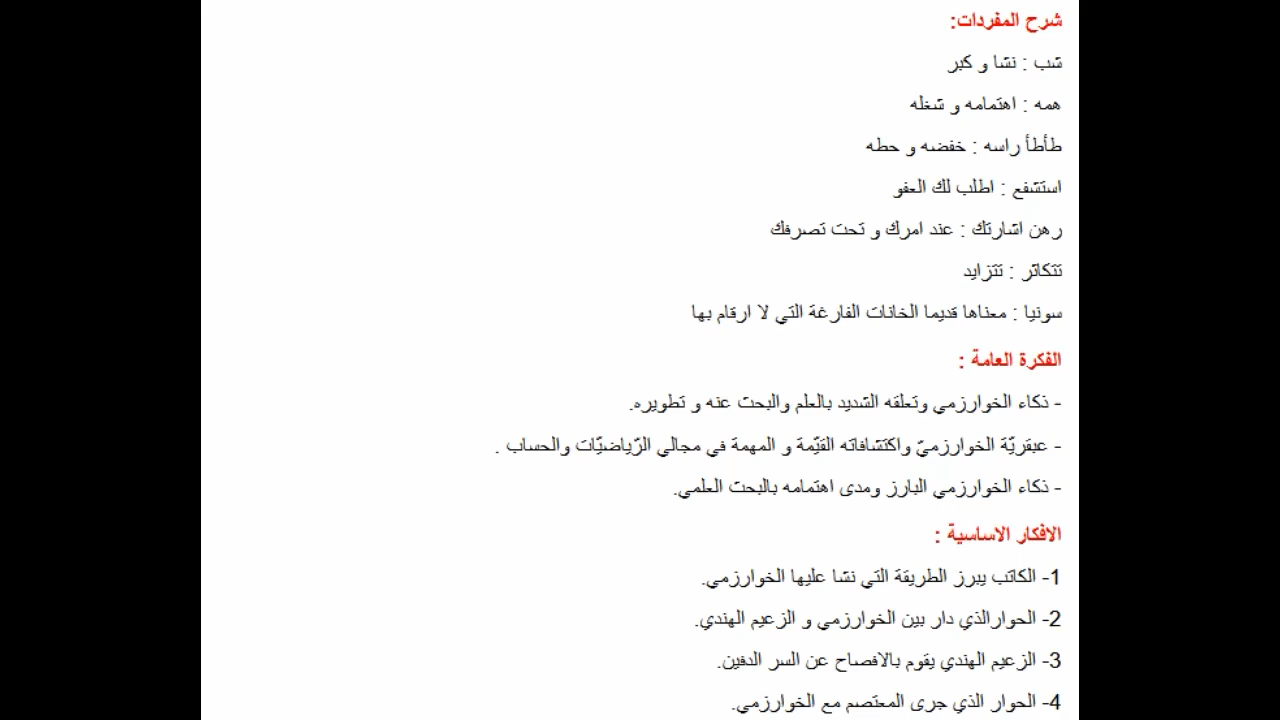 شرح المفردات:
شب : نشا و كبر
همه : اهتمامه و شغله
طأطأ راسه : خفضه و حطه
استشفع : اطلب لك العفو
رهن اشارتك : عند امرك و تحت تصرفك
تتكاثر : تتزايد
سونيا : معناها قديما الخانات الفارغة التي لا ارقام بها
الفكرة العامة :
- ذكاء الخوارزمي وتعلقه الشديد بالعلم والبحث عنه و تطويره.
- عبقريّة الخوارزميّ واكتشافاته القيّمة و المهمة في مجالي الرّياضيّات والحساب .
- ذكاء الخوارزمي البارز ومدى اهتمامه بالبحث العلمي.
الافكار الاساسية :
1- الكاتب يبرز الطريقة التي نشا عليها الخوارزمي.
2- الحوارالذي دار بين الخوارزمي و الزعيم الهندي.
3- الزعيم الهندي يقوم بالافصاح عن السر الدفين.
4- الحوار الذي جرى المعتصم مع الخوارزمي.